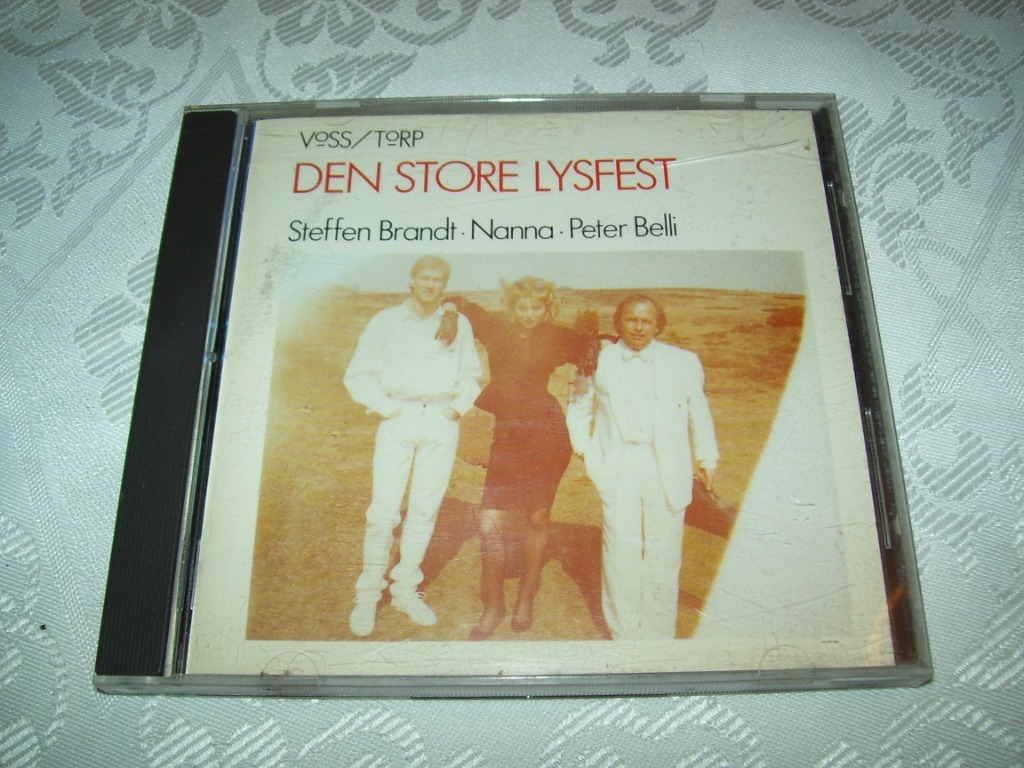 VOSS/TORP
DEN STORE LYSFEST
Steffen Brandt · Nanna · Peter Belli